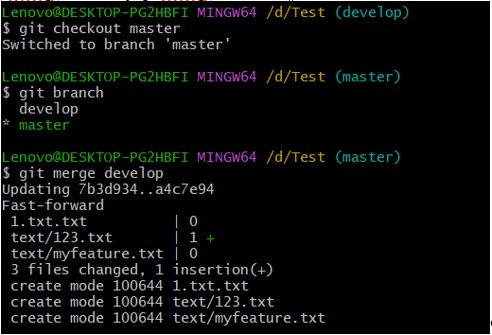 Lenovo@DESKTOP-PG2HBFI MINGW64 /d/Test (develop)
$ git checkout master
Switched to branch 'master'
Lenovo@DESKTOP-PG2HBFI MINGW64 /d/Test (master)
$ git branch
  develop
* master
Lenovo@DESKTOP-PG2HBFI MINGW64 /d/Test (master)
$ git merge develop
Updating 7b3d934..a4c7e94
Fast-forward
 1.txt.txt          | 0
 text/123.txt       | 1 +
 text/myfeature.txt | 0
 3 files changed, 1 insertion(+)
 create mode 100644 1.txt.txt
 create mode 100644 text/123.txt
 create mode 100644 text/myfeature.txt